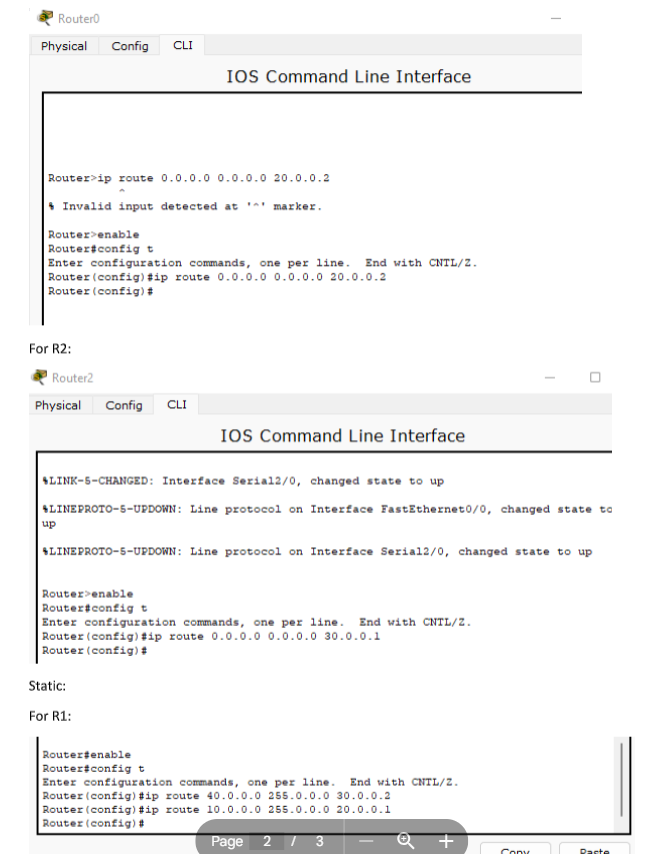 Router0
Physical Config CLI
IOS Command Line Interface
Router>ip route 0.0.0.0 0.0.0.0 20.0.0.2
^
% Invalid input detected at '^' marker.
Router>enable
Router#config t
Enter configuration commands, one per line. End with CNTL/Z.
Router(config)#ip route 0.0.0.0 0.0.0.0 20.0.0.2
Router(config)#
For R2:
Router2
Physical Config CLI
IOS Command Line Interface
%LINK-5-CHANGED: Interface Serial2/0, changed state to up
%LINEPROTO-5-UPDOWN: Line protocol on Interface FastEthernet0/0, changed state to
up
%LINEPROTO-5-UPDOWN: Line protocol on Interface Serial2/0, changed state to up
Router>enable
Router#config t
Enter configuration commands, one per line. End with CNTL/Z.
Router(config)#ip route 0.0.0.0 0.0.0.0 30.0.0.1
Router(config)#
Static:
For R1:
Router#enable
Router#config t
Enter configuration commands, one per line. End with CNTL/Z.
Router(config)#ip route 40.0.0.0 255.0.0.0 30.0.0.2
Router(config)#ip route 10.0.0.0 255.0.0.0 20.0.0.1
Router(config)#
Page 2 / 3
Copy Paste